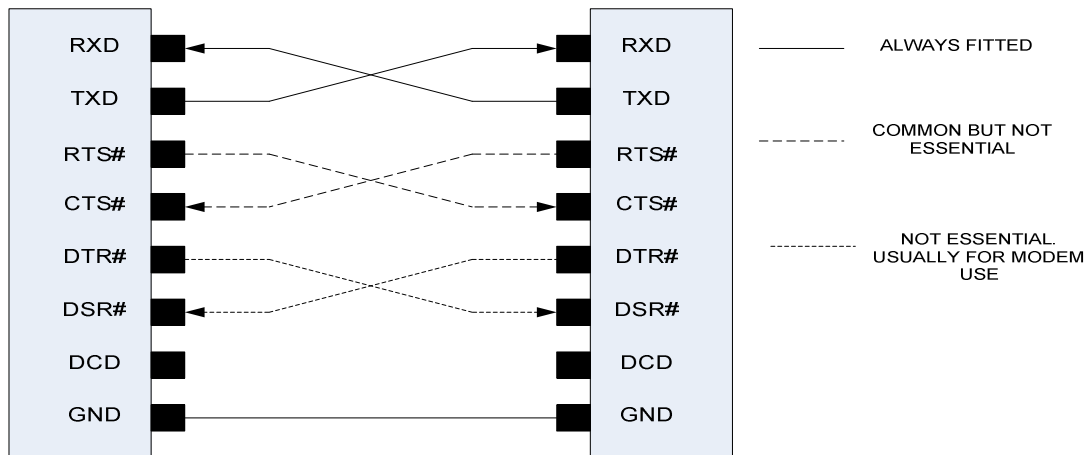 RXD
TXD
RTS#
CTS#
DTR#
DSR#
DCD
GND
RXD
TXD
RTS#
CTS#
DTR#
DSR#
DCD
GND
ALWAYS FITTED
COMMON BUT NOT
ESSENTIAL
NOT ESSENTIAL.
USUALLY FOR MODEM
USE